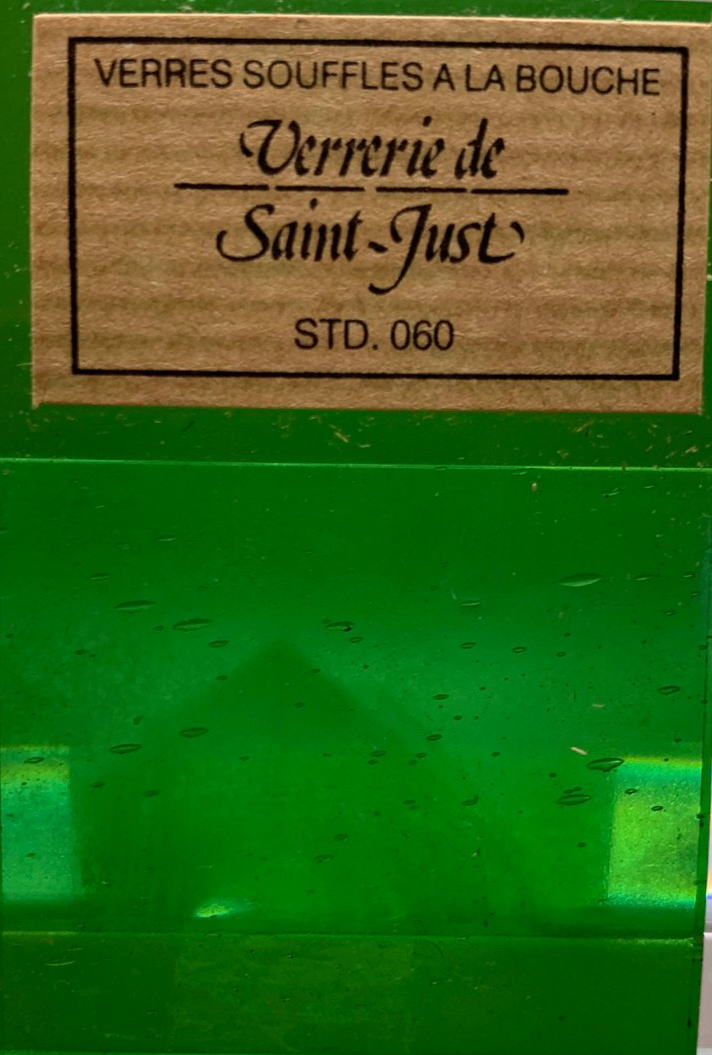 VERRES SOUFFLES A LA BOUCHE
Verrerie de
Saint-Just
STD. 060